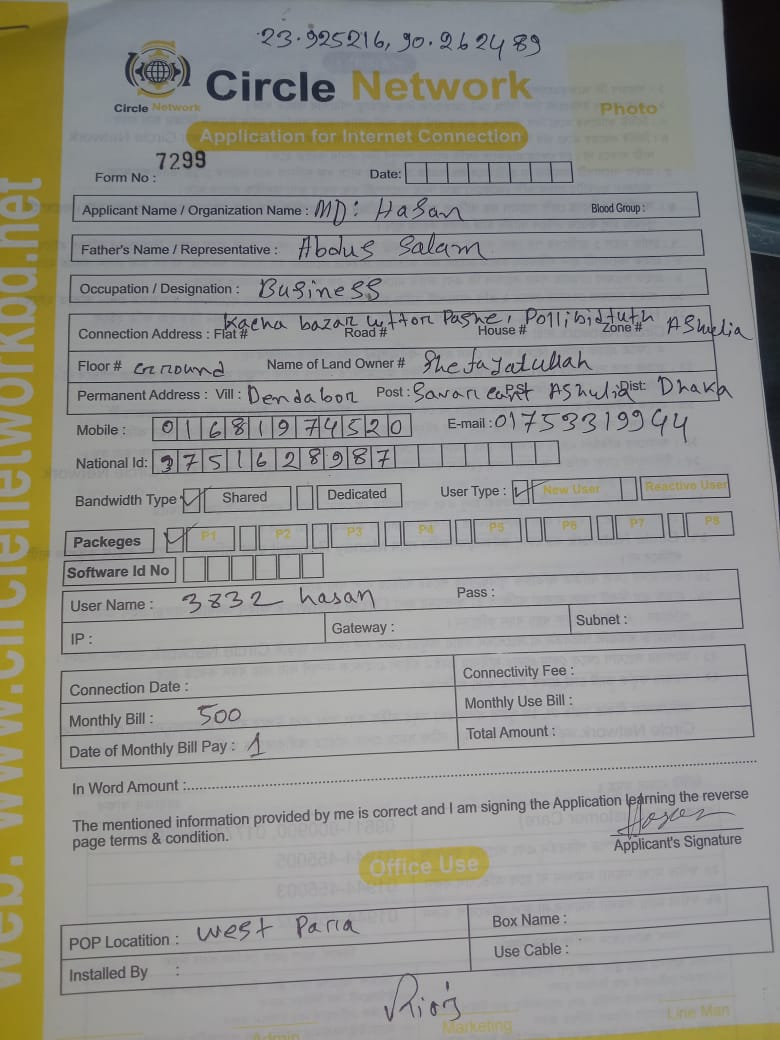 23.925216, 90.262489
Circle Network
Circle Network
Photo
Application for Internet Connection
Form No : 7299 Date:
Applicant Name / Organization Name : MD: Hasan Blood Group :
Father's Name / Representative : Abdus Salam
Occupation / Designation : Business
Kacha bazar uttor Pashe, Pollibidtuth
Connection Address : Flat # Road # House # Zone # AShulia
Floor # Name of Land Owner # Shefayatullah
Permanent Address : Vill : Dendabor Post : Savar cant P.S: AShulia Dist: Dhaka
Mobile : 01681974520 E-mail : 01753319944
National Id: 3751628987
Bandwidth Type Shared Dedicated User Type : New User Reactive User
Packeges P1 P2 P3 P4 P5 P6 P7 P8
Software Id No
User Name : 3832 hasan Pass :
IP : Gateway : Subnet :
Connection Date : Connectivity Fee :
Monthly Bill : 500 Monthly Use Bill :
Date of Monthly Bill Pay : 1 Total Amount :
In Word Amount :
The mentioned information provided by me is correct and I am signing the Application learning the reverse
page terms & condition.
Applicant's Signature
Office Use
POP Locatition : West Paria Box Name :
Installed By : Use Cable :
Admin Marketing Line Man
web: www.circlenetworkbd.net